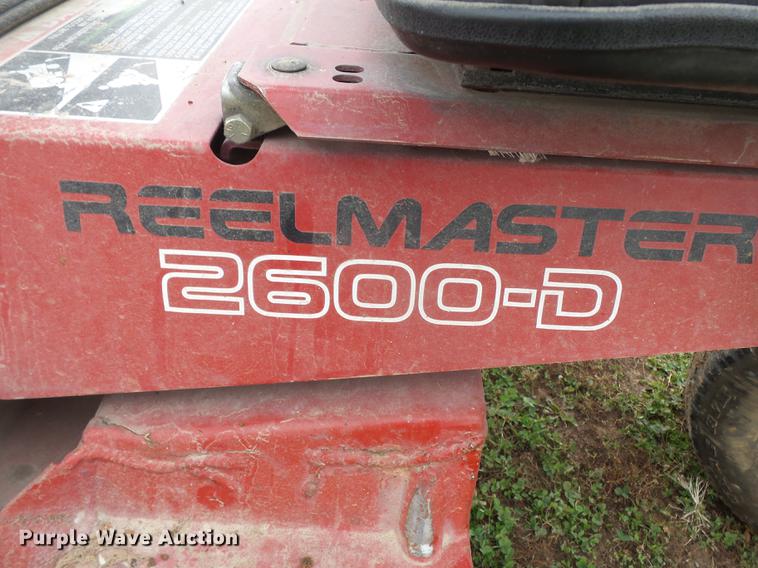 REELMASTER
2600-D
Purple Wave Auction